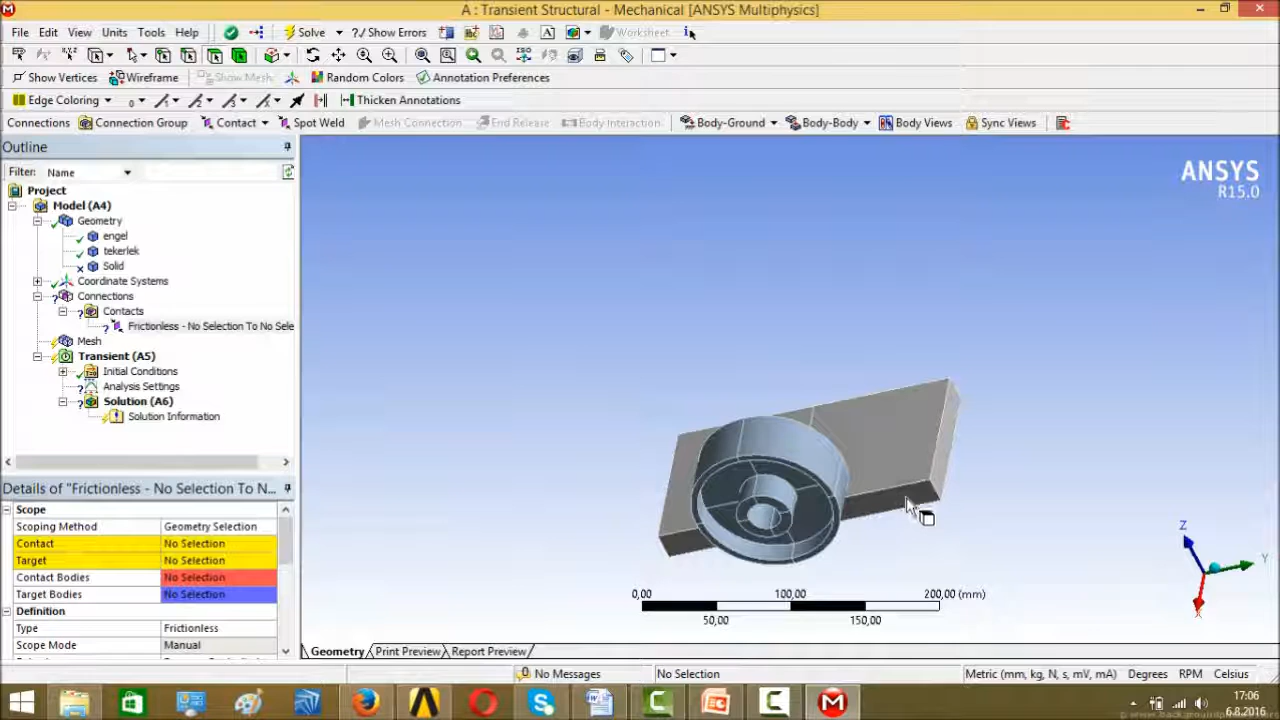 A : Transient Structural - Mechanical [ANSYS Multiphysics]
File Edit View Units Tools Help Solve ?/ Show Errors Worksheet
Show Vertices Wireframe Show Mesh Random Colors Annotation Preferences
Edge Coloring Thicken Annotations
Connections Connection Group Contact Spot Weld Mesh Connection End Release Body Interaction Body-Ground Body-Body Body Views Sync Views
Outline
Filter: Name
Project
Model (A4)
Geometry
engel
tekerlek
Solid
Coordinate Systems
Connections
Contacts
Frictionless - No Selection To No Sele
Mesh
Transient (A5)
Initial Conditions
Analysis Settings
Solution (A6)
Solution Information
Details of "Frictionless - No Selection To N...
Scope
Scoping Method Geometry Selection
Contact No Selection
Target No Selection
Contact Bodies No Selection
Target Bodies No Selection
Definition
Type Frictionless
Scope Mode Manual
ANSYS
R15.0
Z
Y
X
0,00 100,00 200,00 (mm)
50,00 150,00
Geometry Print Preview Report Preview
No Messages No Selection Metric (mm, kg, N, s, mV, mA) Degrees RPM Celsius
17:06
6.8.2016